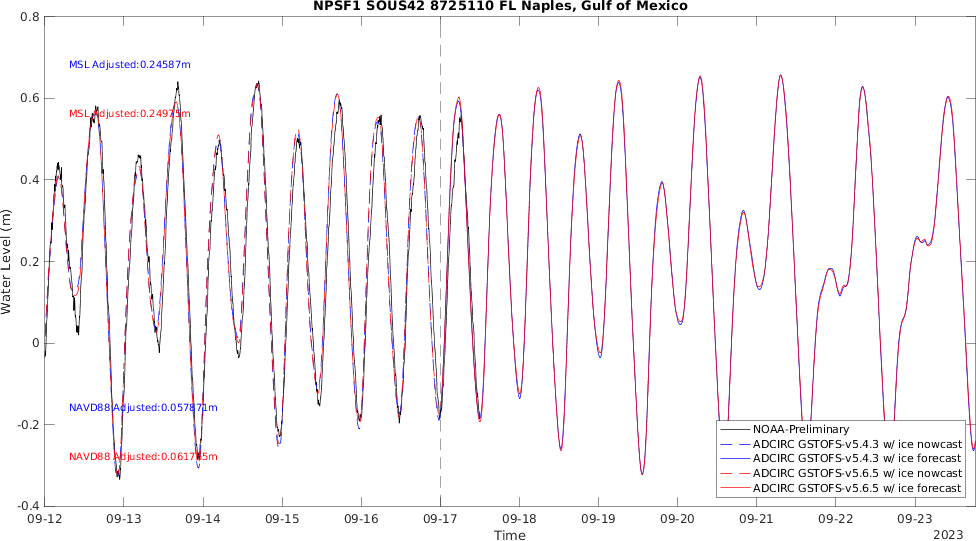 NPSF1 SOUS42 8725110 FL Naples, Gulf of Mexico
Water Level (m)
0.8
0.6
0.4
0.2
0
-0.2
-0.4
MSL Adjusted:0.24587m
MSL Adjusted:0.24975m
NAVD88 Adjusted:0.057871m
NAVD88 Adjusted:
NOAA-Preliminary
ADCIRC GSTOFS-v5.4.3 w/ ice nowcast
ADCIRC GSTOFS-v5.4.3 w/ ice forecast
ADCIRC GSTOFS-v5.6.5 w/ ice nowcast
ADCIRC GSTOFS-v5.6.5 w/ ice forecast
09-12 09-13 09-14 09-15 09-16 09-17 09-18 09-19 09-20 09-21 09-22 09-23
Time
2023